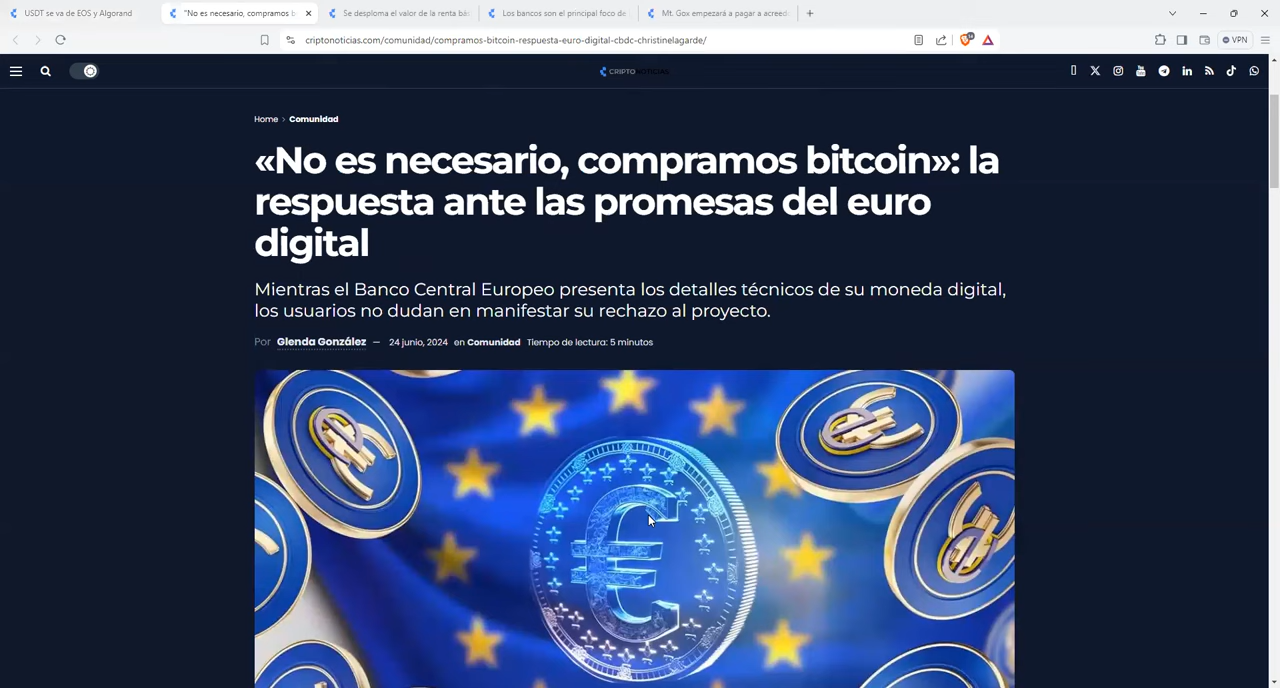 USDT se va de EOS y Algorand
"No es necesario, compramos b
Se desploma el valor de la renta bás
Los bancos son el principal foco de
Mt. Gox empezará a pagar a acreed
criptonoticias.com/comunidad/compramos-bitcoin-respuesta-euro-digital-cbdc-christinelagarde/
VPN
CRIPTONOTICIAS
Home > Comunidad
«No es necesario, compramos bitcoin»: la
respuesta ante las promesas del euro
digital
Mientras el Banco Central Europeo presenta los detalles técnicos de su moneda digital,
los usuarios no dudan en manifestar su rechazo al proyecto.
Por Glenda González — 24 junio, 2024 en Comunidad Tiempo de lectura: 5 minutos